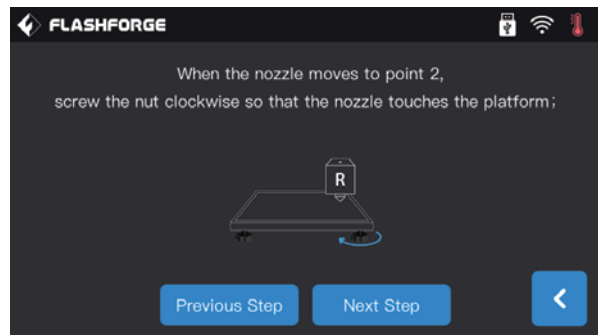 FLASHFORGE
When the nozzle moves to point 2,
screw the nut clockwise so that the nozzle touches the platform;
R
Previous Step
Next Step